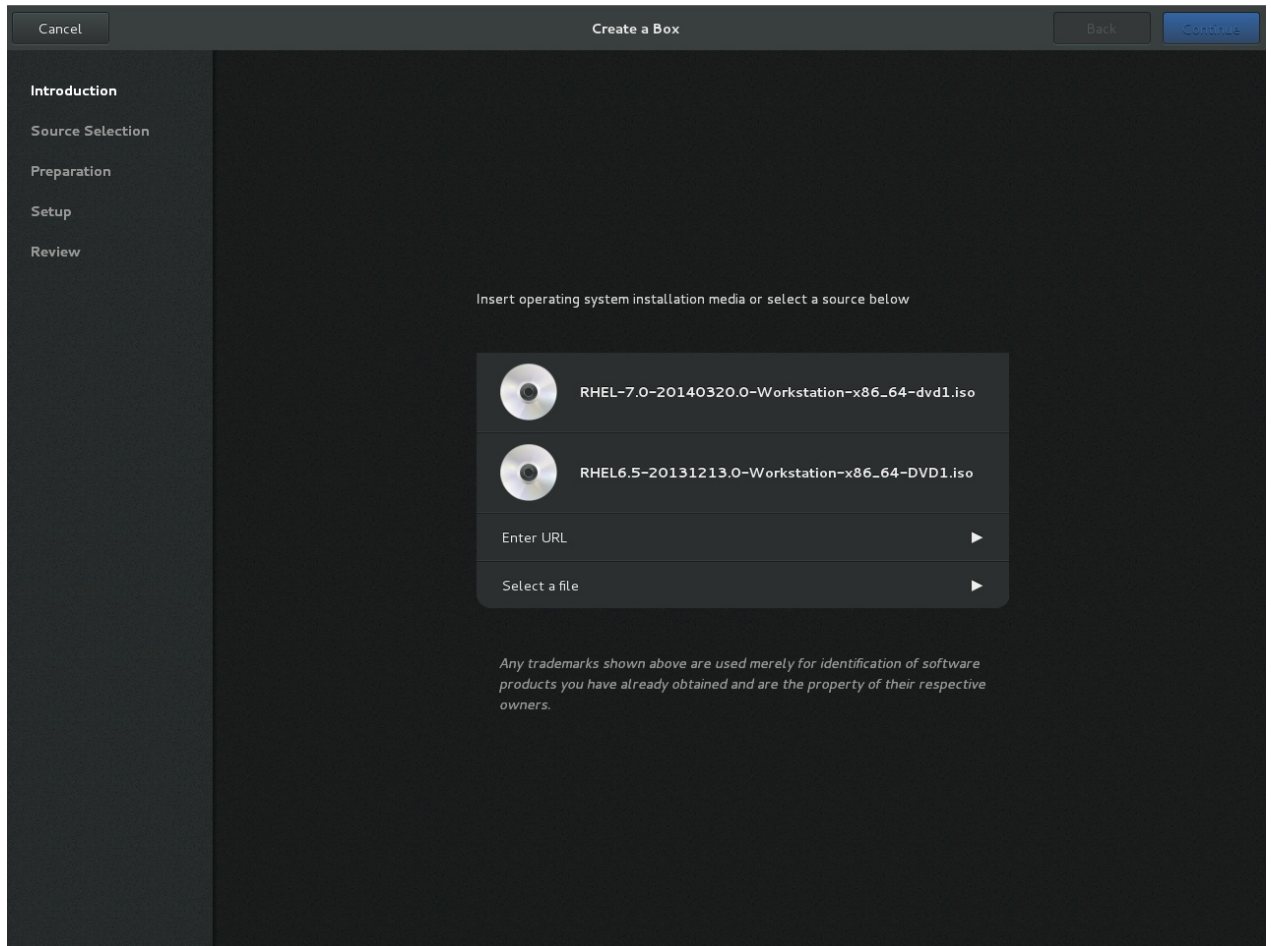 Cancel
Create a Box
Back
Continue
Introduction
Source Selection
Preparation
Setup
Review
Insert operating system installation media or select a source below
RHEL-7.0-20140320.0-Workstation-x86_64-dvd1.iso
RHEL6.5-20131213.0-Workstation-x86_64-DVD1.iso
Enter URL
Select a file
Any trademarks shown above are used merely for identification of software
products you have already obtained and are the property of their respective
owners.